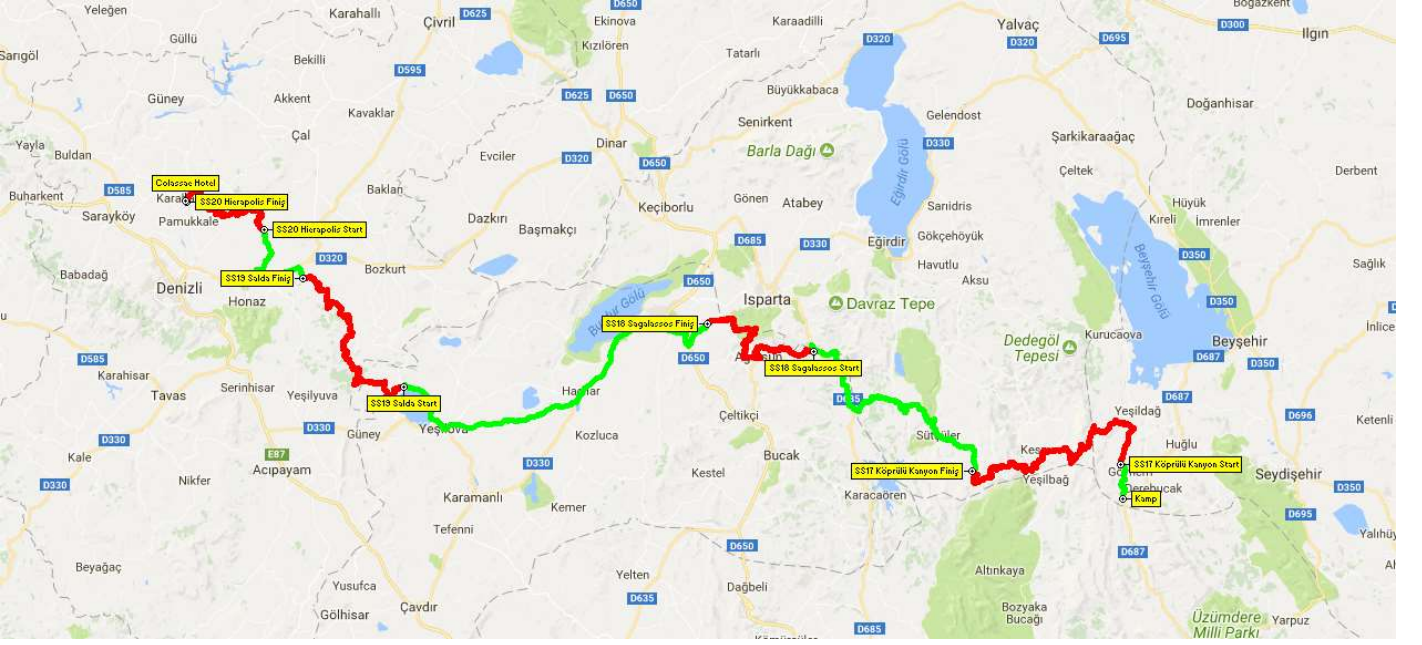 Yeleğen
Karahallı
Çivril
D625
Ekinova
D650
Karaadilli
Yalvaç
Boğazkent
D300
Ilgın
Güllü
Sarıgöl
Bekilli
D595
Kızılören
Tatarlı
D320
D320
D695
Güney
Akkent
Kavaklar
D625
D650
Büyükkabaca
Doğanhisar
Çal
Senirkent
Gelendost
Şarkikaraağaç
Yayla
Buldan
Evciler
Dinar
D320
D650
Barla Dağı
Eğirdir Gölü
D330
Çeltek
Derbent
Colassae Hotel
Buharkent
D585
Baklan
SS20 Hierapolis Finiş
Sarayköy
Pamukkale
Keçiborlu
Gönen
Atabey
Sarıidris
Hüyük
Kıreli
İmrenler
SS20 Hierapolis Start
Dazkırı
Başmakçı
D685
D330
Eğirdir
Gökçehöyük
D350
D320
Bozkurt
Babadağ
SS19 Salda Finiş
Denizli
Honaz
D650
Havutlu
Aksu
Beyşehir Gölü
Sağlık
Isparta
Davraz Tepe
D350
SS18 Sagalassos Finiş
Dedegöl
Tepesi
Kurucaova
İnlice
Beyşehir
D585
D650
D687
D350
SS18 Sagalassos Start
Karahisar
Tavas
Serinhisar
Yeşilyuva
SS19 Salda Start
D687
Çeltikçi
Yeşildağ
D696
Ketenli
D330
D330
Güney
Kozluca
Huğlu
Kale
E87
Acıpayam
D330
Bucak
SS17 Köprülü Kanyon Finiş
SS17 Köprülü Kanyon Start
Kestel
Yeşilbağ
Seydişehir
Nikfer
D330
Karamanlı
Karacaören
D350
Kamp
Kemer
D695
Tefenni
D650
D687
Beyağaç
Yusufca
Yelten
Dağbeli
Altınkaya
Gölhisar
Çavdır
D635
Bozyaka
Bucağı
D685
Üzümdere
Milli Parkı
Yarpuz